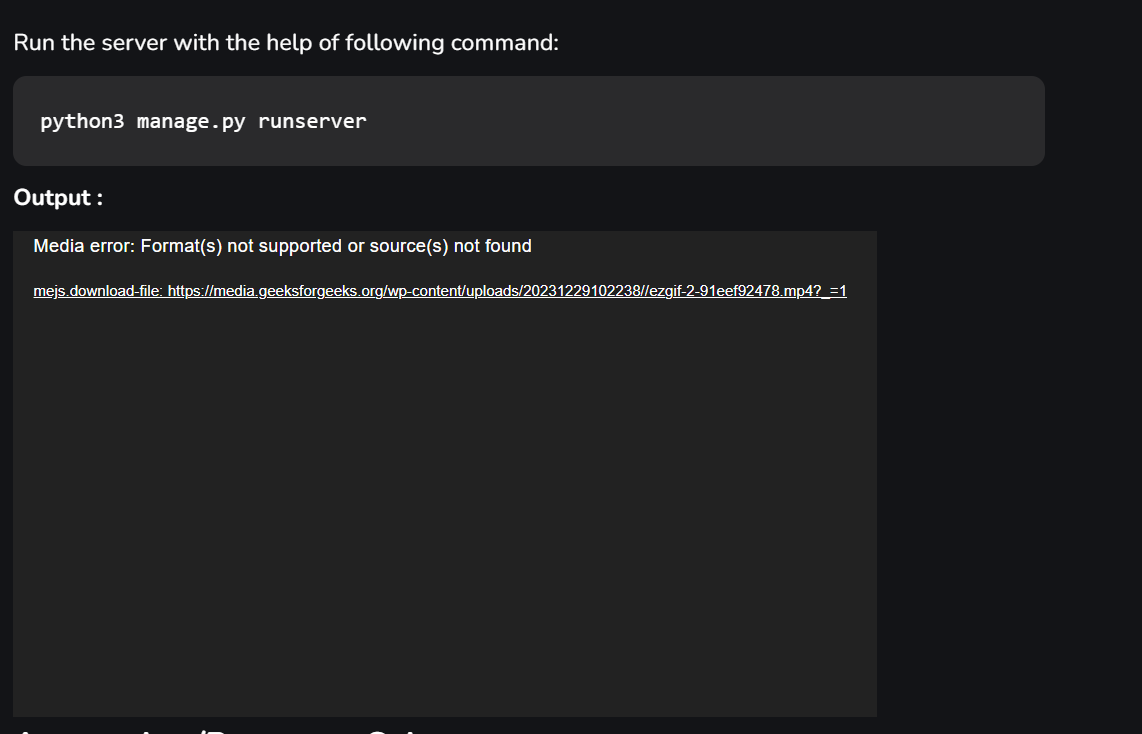 Run the server with the help of following command:
python3 manage.py runserver
Output :
Media error: Format(s) not supported or source(s) not found
mejs.download-file: https://media.geeksforgeeks.org/wp-content/uploads/20231229102238//ezgif-2-91eef92478.mp4?_=1